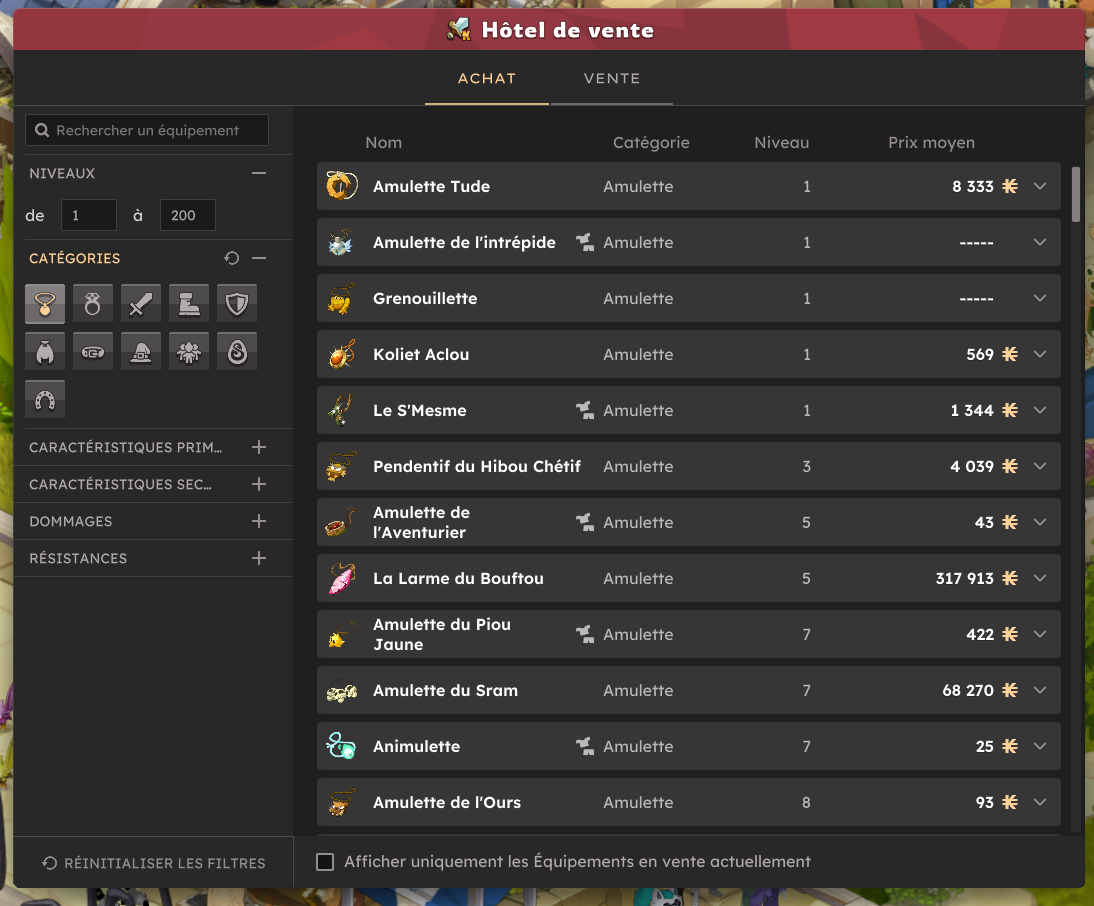 Hôtel de vente
ACHAT
VENTE
Rechercher un équipement
NIVEAUX
de 1 à 200
CATÉGORIES
CARACTÉRISTIQUES PRIM...
CARACTÉRISTIQUES SEC...
DOMMAGES
RÉSISTANCES
RÉINITIALISER LES FILTRES
Nom Catégorie Niveau Prix moyen
Amulette Tude Amulette 1 8 333
Amulette de l'intrépide Amulette 1 -----
Grenouillette Amulette 1 -----
Koliet Aclou Amulette 1 569
Le S'Mesme Amulette 1 1 344
Pendentif du Hibou Chétif Amulette 3 4 039
Amulette de
l'Aventurier Amulette 5 43
La Larme du Bouftou Amulette 5 317 913
Amulette du Piou
Jaune Amulette 7 422
Amulette du Sram Amulette 7 68 270
Animulette Amulette 7 25
Amulette de l'Ours Amulette 8 93
Afficher uniquement les Équipements en vente actuellement